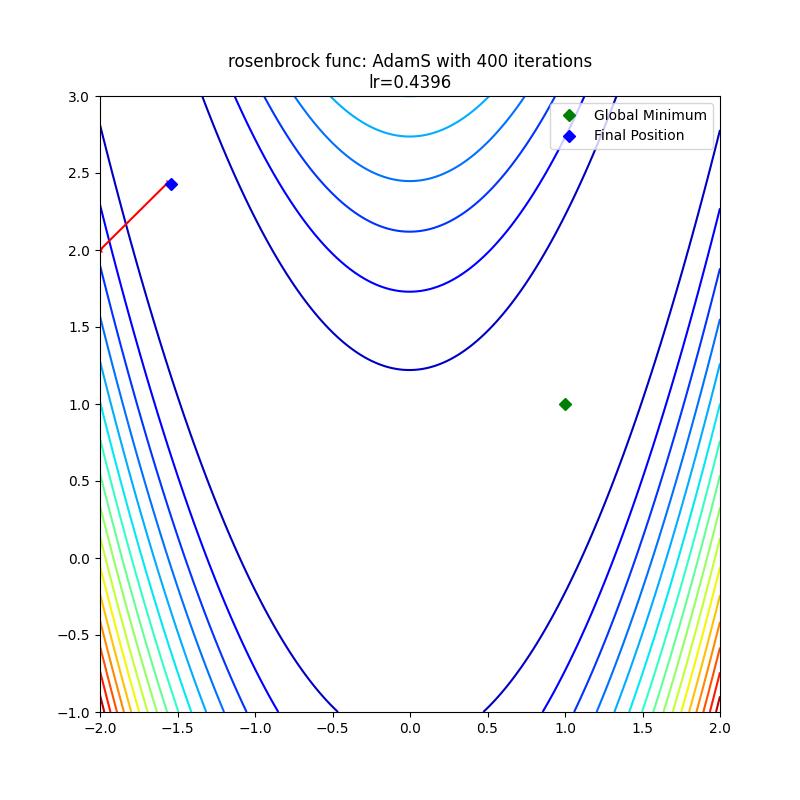 rosenbrock func: AdamS with 400 iterations
lr=0.4396
Global Minimum
Final Position
3.0
2.5
2.0
1.5
1.0
0.5
0.0
−0.5
−1.0
−2.0 −1.5 −1.0 −0.5 0.0 0.5 1.0 1.5 2.0